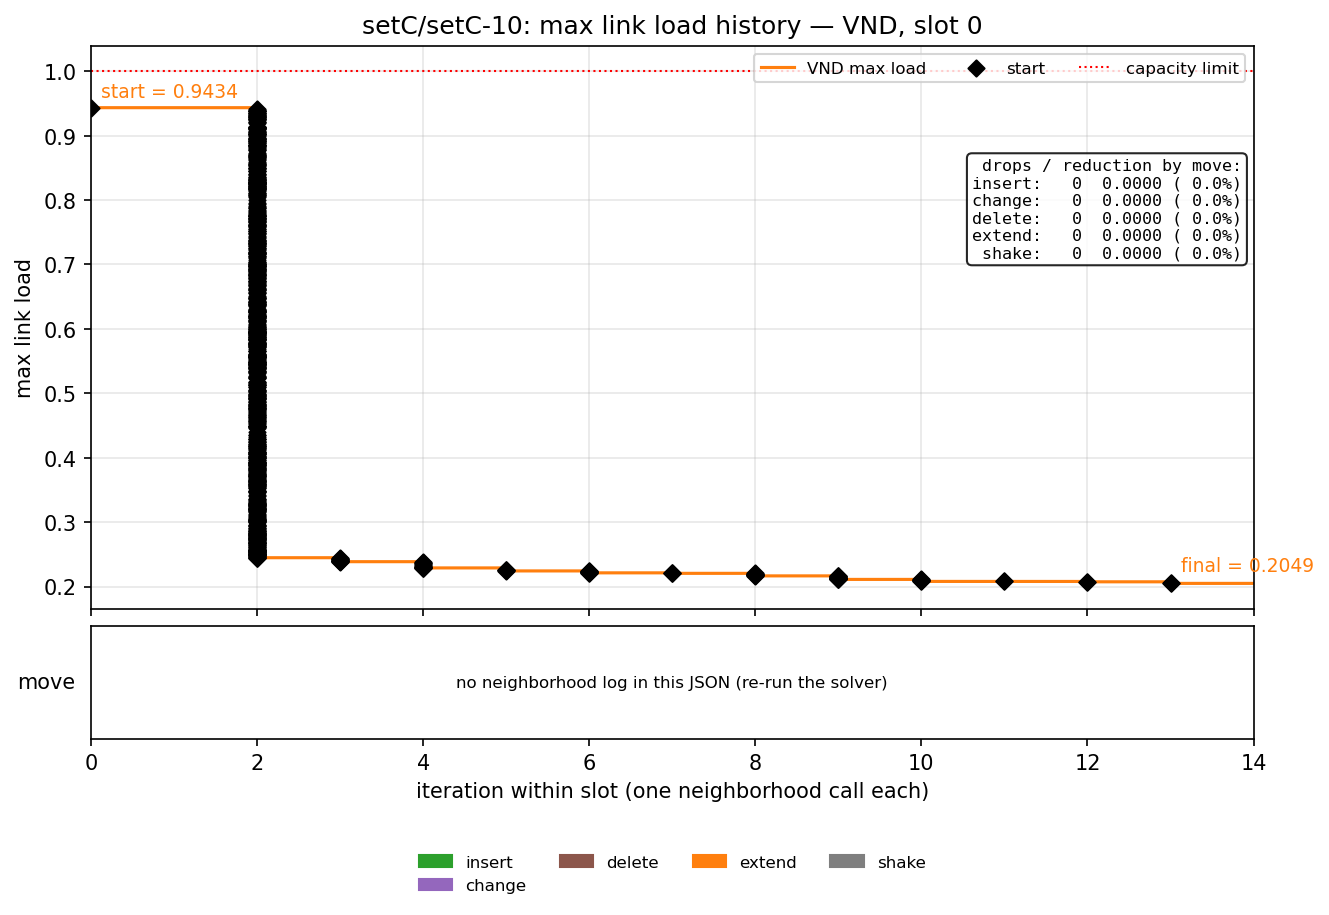 setC/setC-10: max link load history — VND, slot 0
VND max load start capacity limit
start = 0.9434
drops / reduction by move:
insert: 0 0.0000 ( 0.0%)
change: 0 0.0000 ( 0.0%)
delete: 0 0.0000 ( 0.0%)
extend: 0 0.0000 ( 0.0%)
shake: 0 0.0000 ( 0.0%)
max link load
1.0
0.9
0.8
0.7
0.6
0.5
0.4
0.3
0.2
final = 0.2049
move
no neighborhood log in this JSON (re-run the solver)
0 2 4 6 8 10 12 14
iteration within slot (one neighborhood call each)
insert delete extend shake
change